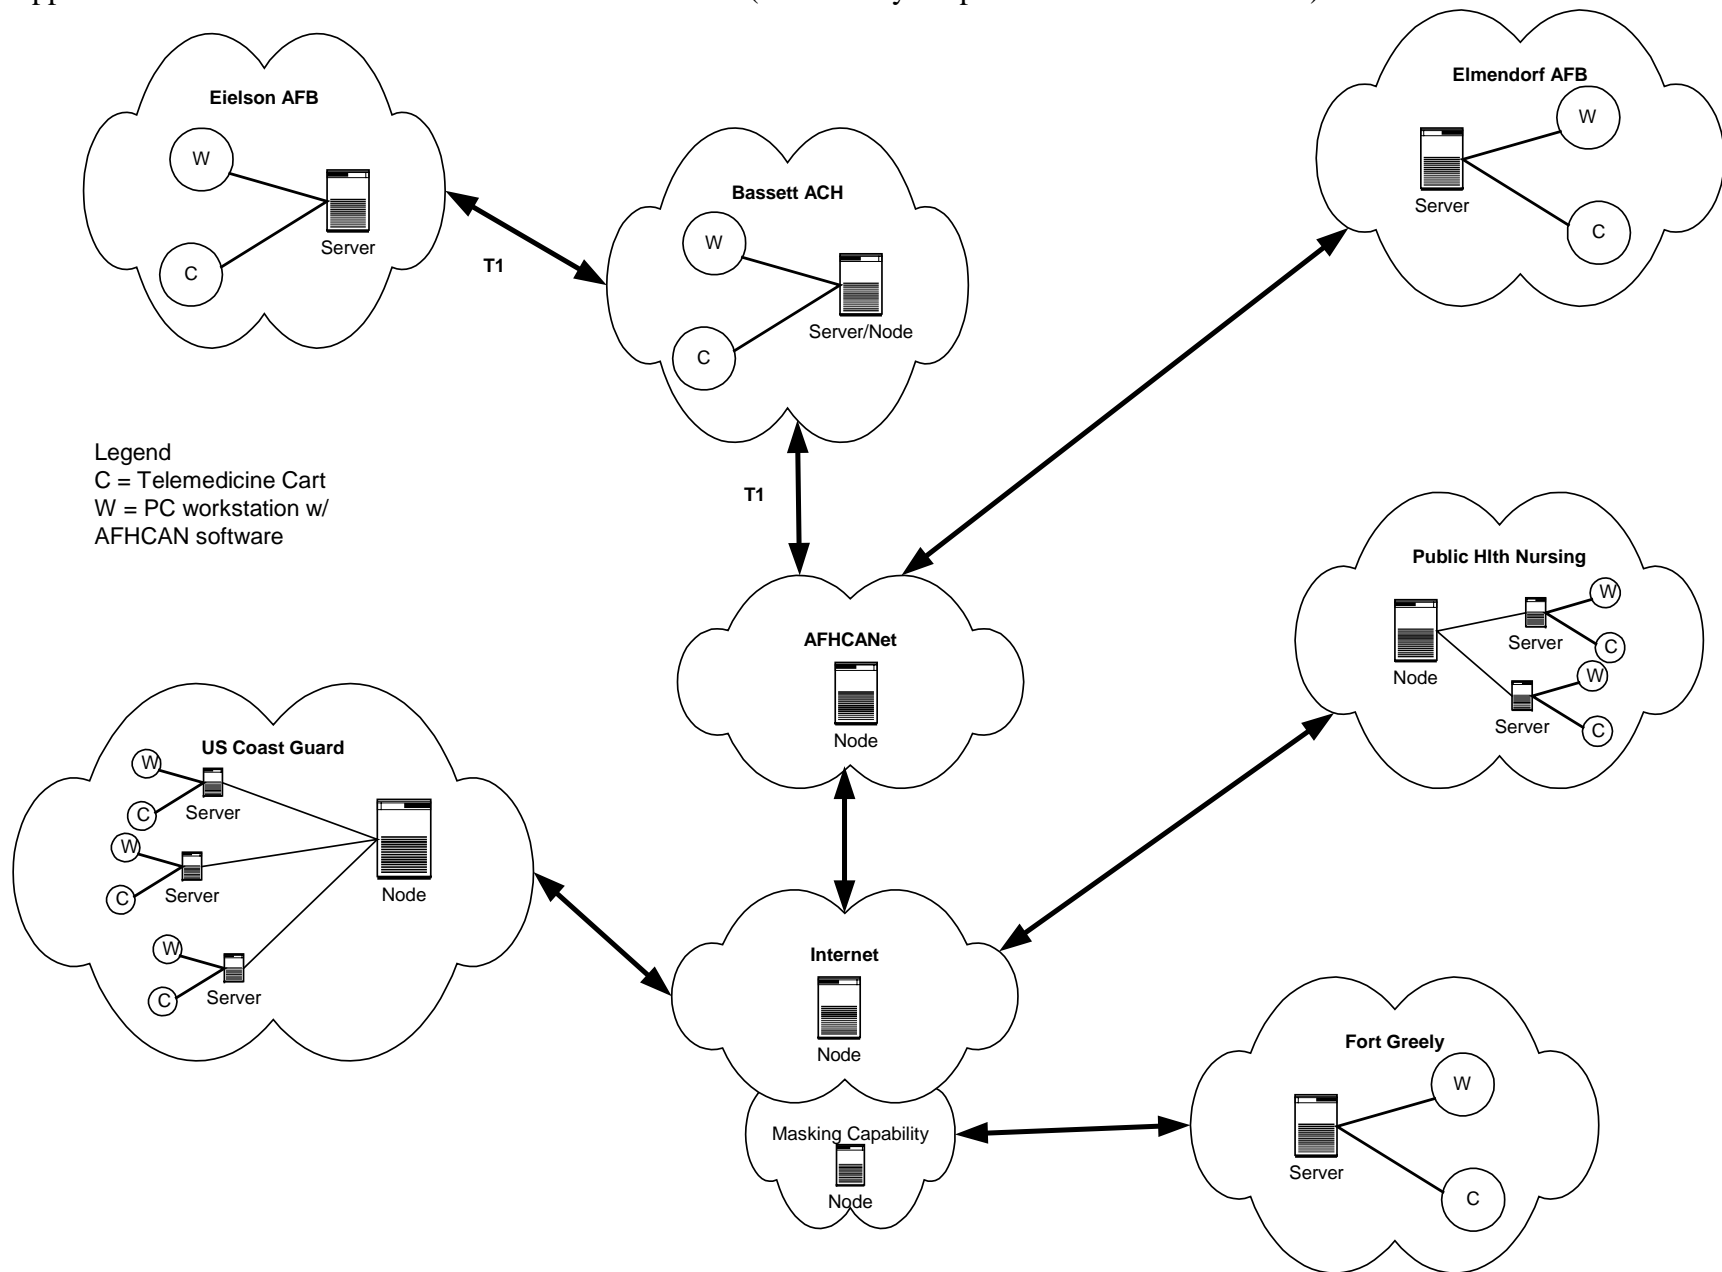 Eielson AFB
W
C
Server
T1
Bassett ACH
W
C
Server/Node
T1
Elmendorf AFB
W
Server
C
Legend
C = Telemedicine Cart
W = PC workstation w/
AFHCAN software
AFHCANet
Node
Public Hlth Nursing
W
Server
C
Node
W
Server
C
US Coast Guard
W
C
Server
W
C
Server
Node
W
C
Server
Internet
Node
Masking Capability
Node
Fort Greely
W
Server
C